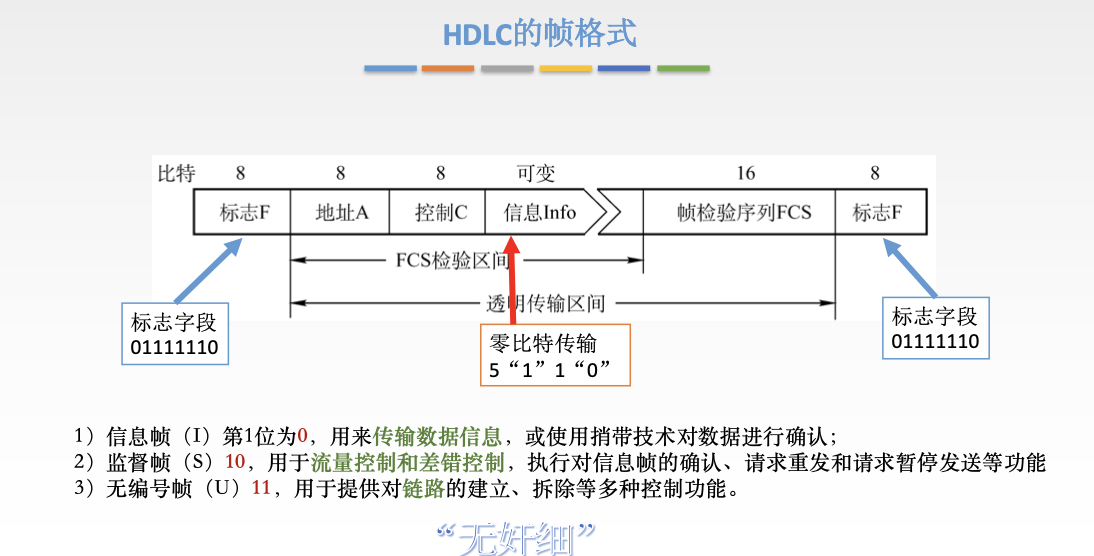 HDLC的帧格式
比特 8 8 8 可变 16 8
标志F 地址A 控制C 信息Info 帧检验序列FCS 标志F
FCS检验区间
透明传输区间
标志字段
01111110
零比特传输
5“1”1“0”
标志字段
01111110
1）信息帧（I）第1位为0，用来传输数据信息，或使用捎带技术对数据进行确认；
2）监督帧（S）10，用于流量控制和差错控制，执行对信息帧的确认、请求重发和请求暂停发送等功能
3）无编号帧（U）11，用于提供对链路的建立、拆除等多种控制功能。
“无奸细”